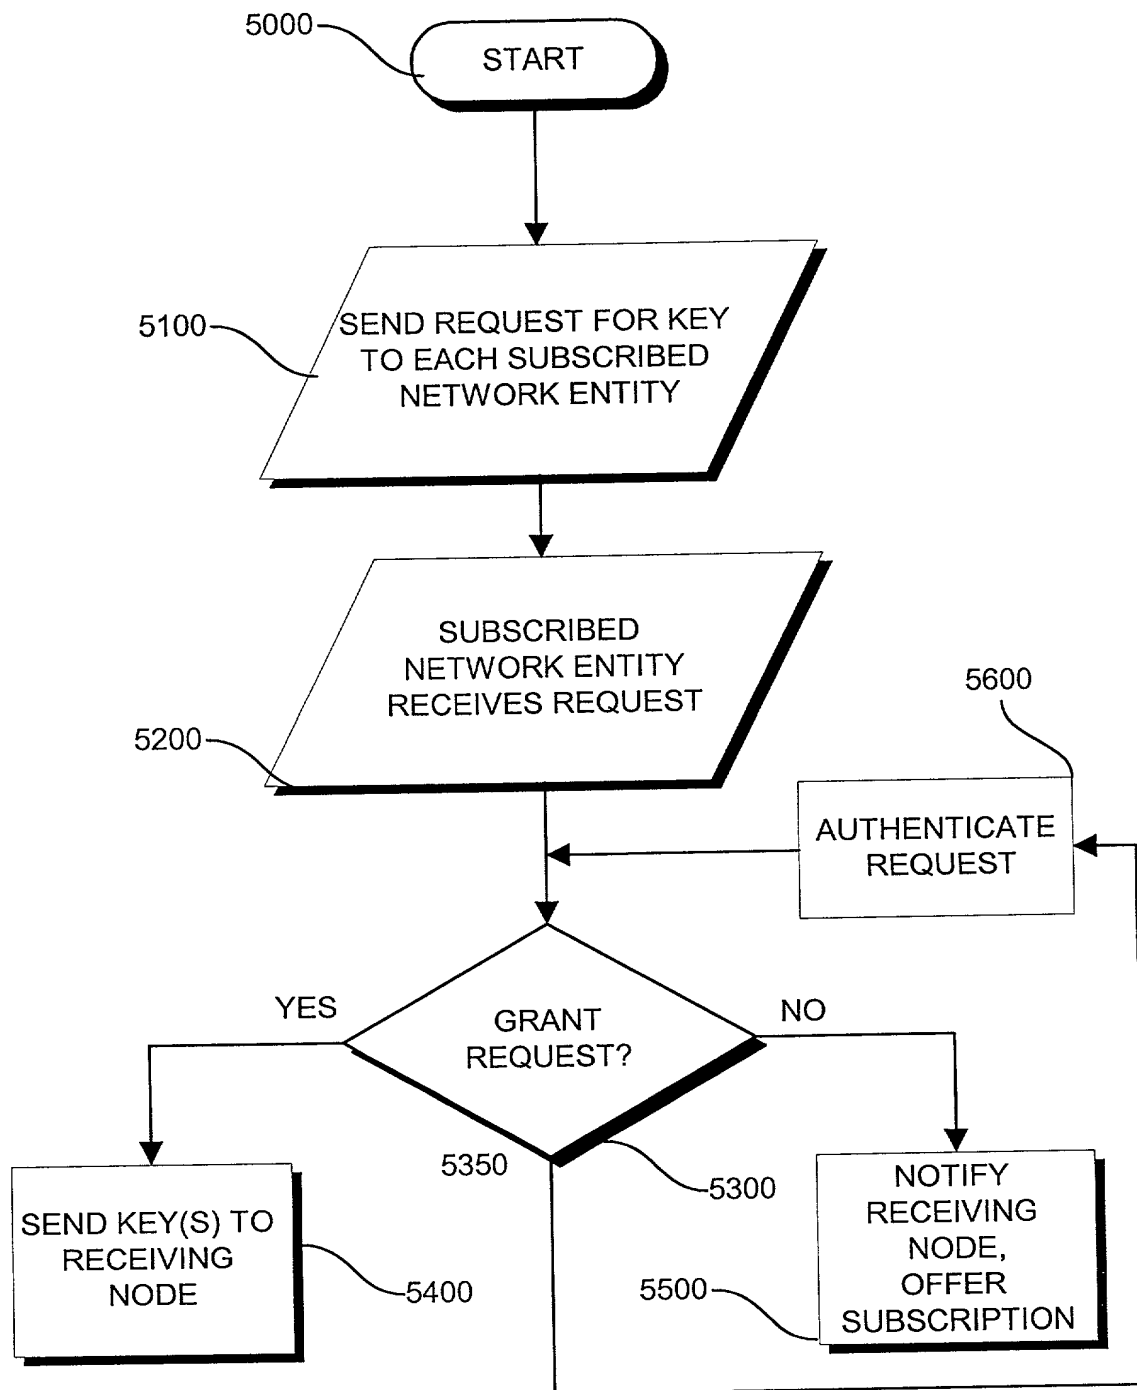 5000
START
5100
SEND REQUEST FOR KEY
TO EACH SUBSCRIBED
NETWORK ENTITY
SUBSCRIBED
NETWORK ENTITY
RECEIVES REQUEST
5200
5600
AUTHENTICATE
REQUEST
YES
GRANT
REQUEST?
NO
5350
5300
SEND KEY(S) TO
RECEIVING
NODE
5400
NOTIFY
RECEIVING
NODE,
OFFER
SUBSCRIPTION
5500